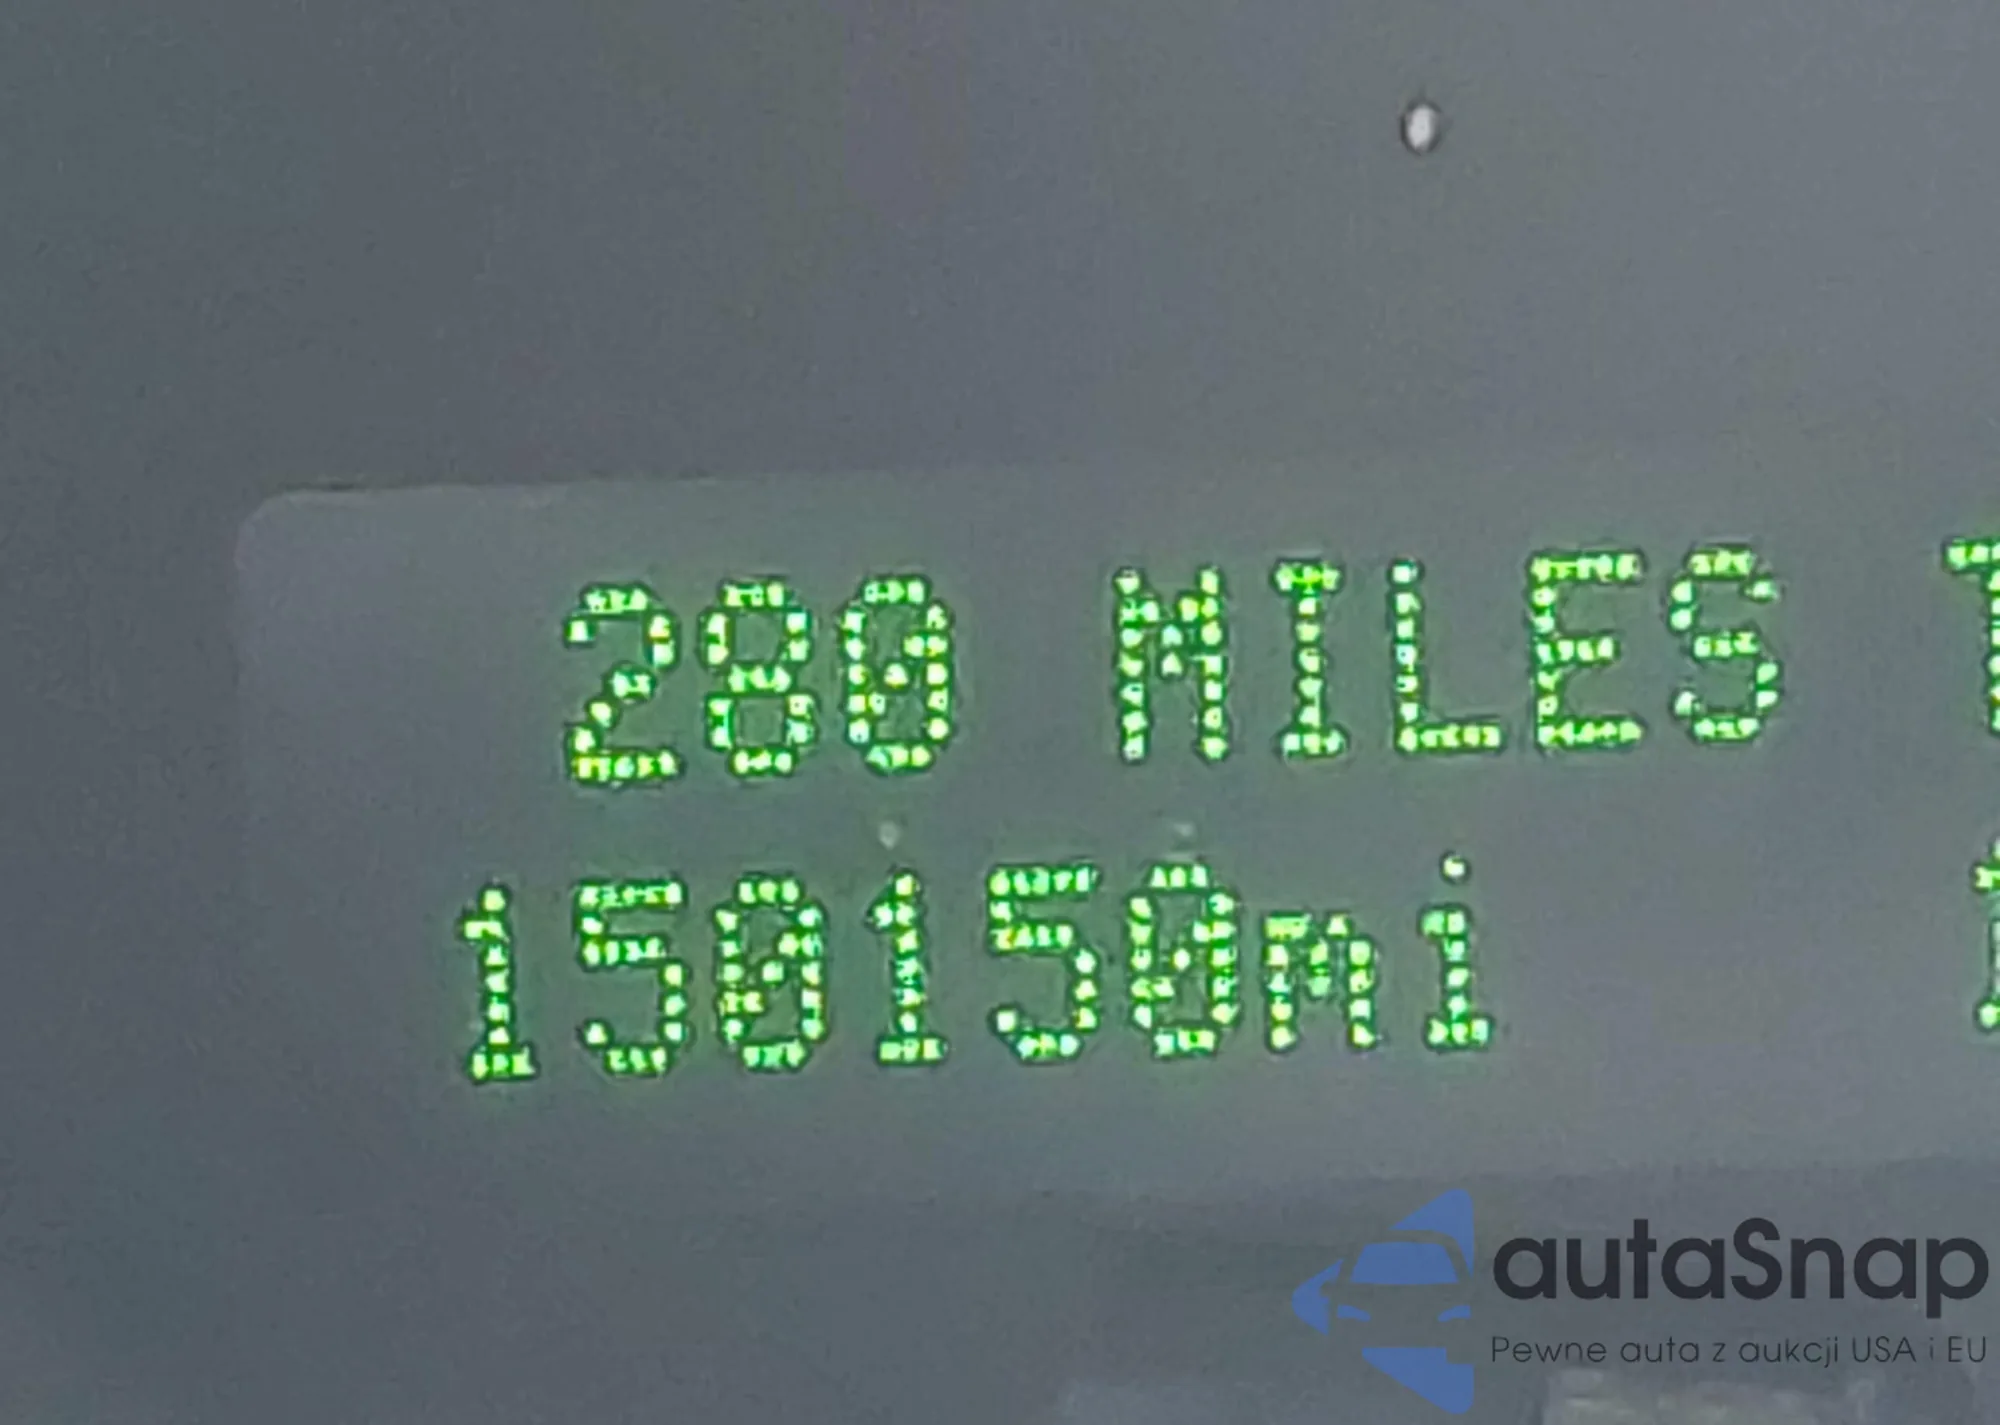 280 MILES T
150150mi
autaSnap
Pewne auta z aukcji USA i EU